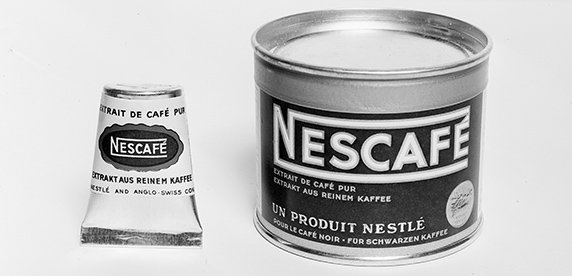 EXTRAIT DE CAFÉ PUR
NESCAFÉ
EXTRAKT AUS REINEM KAFFEE
NESTLÉ AND ANGLO-SWISS CON
NESCAFÉ
EXTRAIT DE CAFÉ PUR
EXTRAKT AUS REINEM KAFFEE
UN PRODUIT NESTLÉ
POUR LE CAFÉ NOIR · FÜR SCHWARZEN KAFFEE